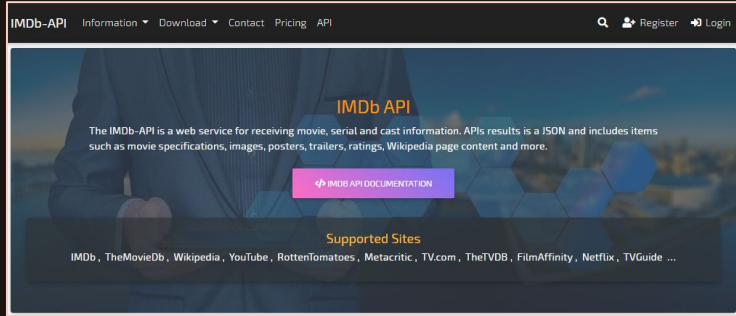 IMDb-API Information Download Contact Pricing API Register Login
IMDb API
The IMDb-API is a web service for receiving movie, serial and cast information. APIs results is a JSON and includes items
such as movie specifications, images, posters, trailers, ratings, Wikipedia page content and more.
</> IMDB API DOCUMENTATION
Supported Sites
IMDb , TheMovieDb , Wikipedia , YouTube , RottenTomatoes , Metacritic , TV.com , TheTVDB , FilmAffinity , Netflix , TVGuide ...